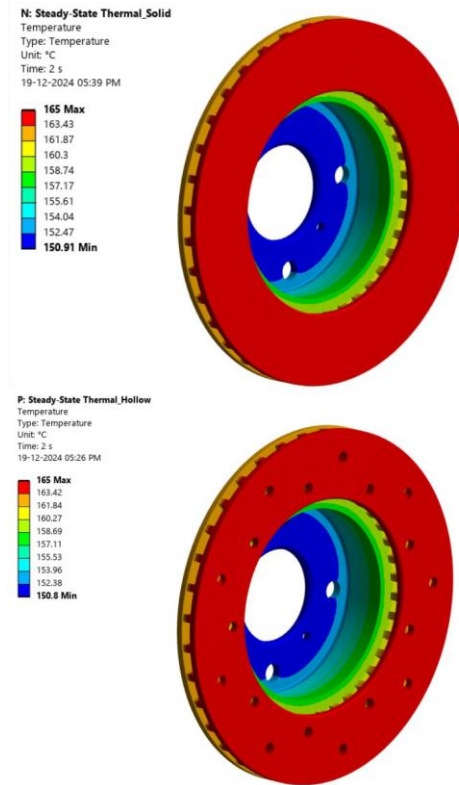 N: Steady-State Thermal_Solid
Temperature
Type: Temperature
Unit: °C
Time: 2 s
19-12-2024 05:39 PM
165 Max
163.43
161.87
160.3
158.74
157.17
155.61
154.04
152.47
150.91 Min
P: Steady-State Thermal_Hollow
Temperature
Type: Temperature
Unit: °C
Time: 2 s
19-12-2024 05:26 PM
165 Max
163.42
161.84
160.27
158.69
157.11
155.53
153.96
152.38
150.8 Min